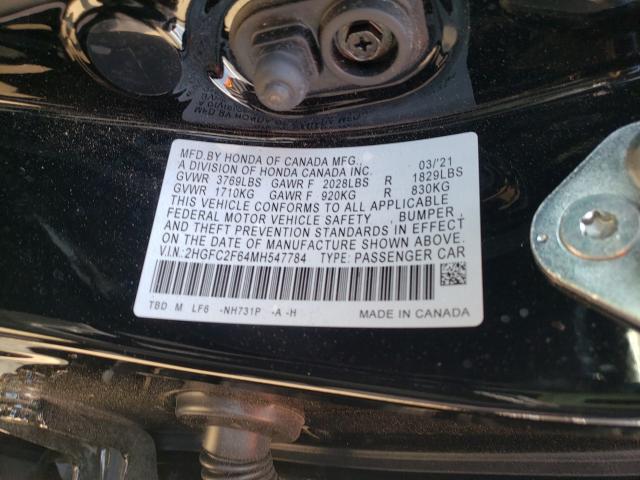 MFD.BY HONDA OF CANADA MFG., 03/'21
A DIVISION OF HONDA CANADA INC.
GVWR 3769LBS GAWR F 2028LBS R 1829LBS
GVWR 1710KG GAWR F 920KG R 830KG
THIS VEHICLE CONFORMS TO ALL APPLICABLE
FEDERAL MOTOR VEHICLE SAFETY , BUMPER ,
AND THEFT PREVENTION STANDARDS IN EFFECT
ON THE DATE OF MANUFACTURE SHOWN ABOVE.
V.I.N.:2HGFC2F64MH547784 TYPE: PASSENGER CAR
TBD M LF6 -NH731P -A -H MADE IN CANADA